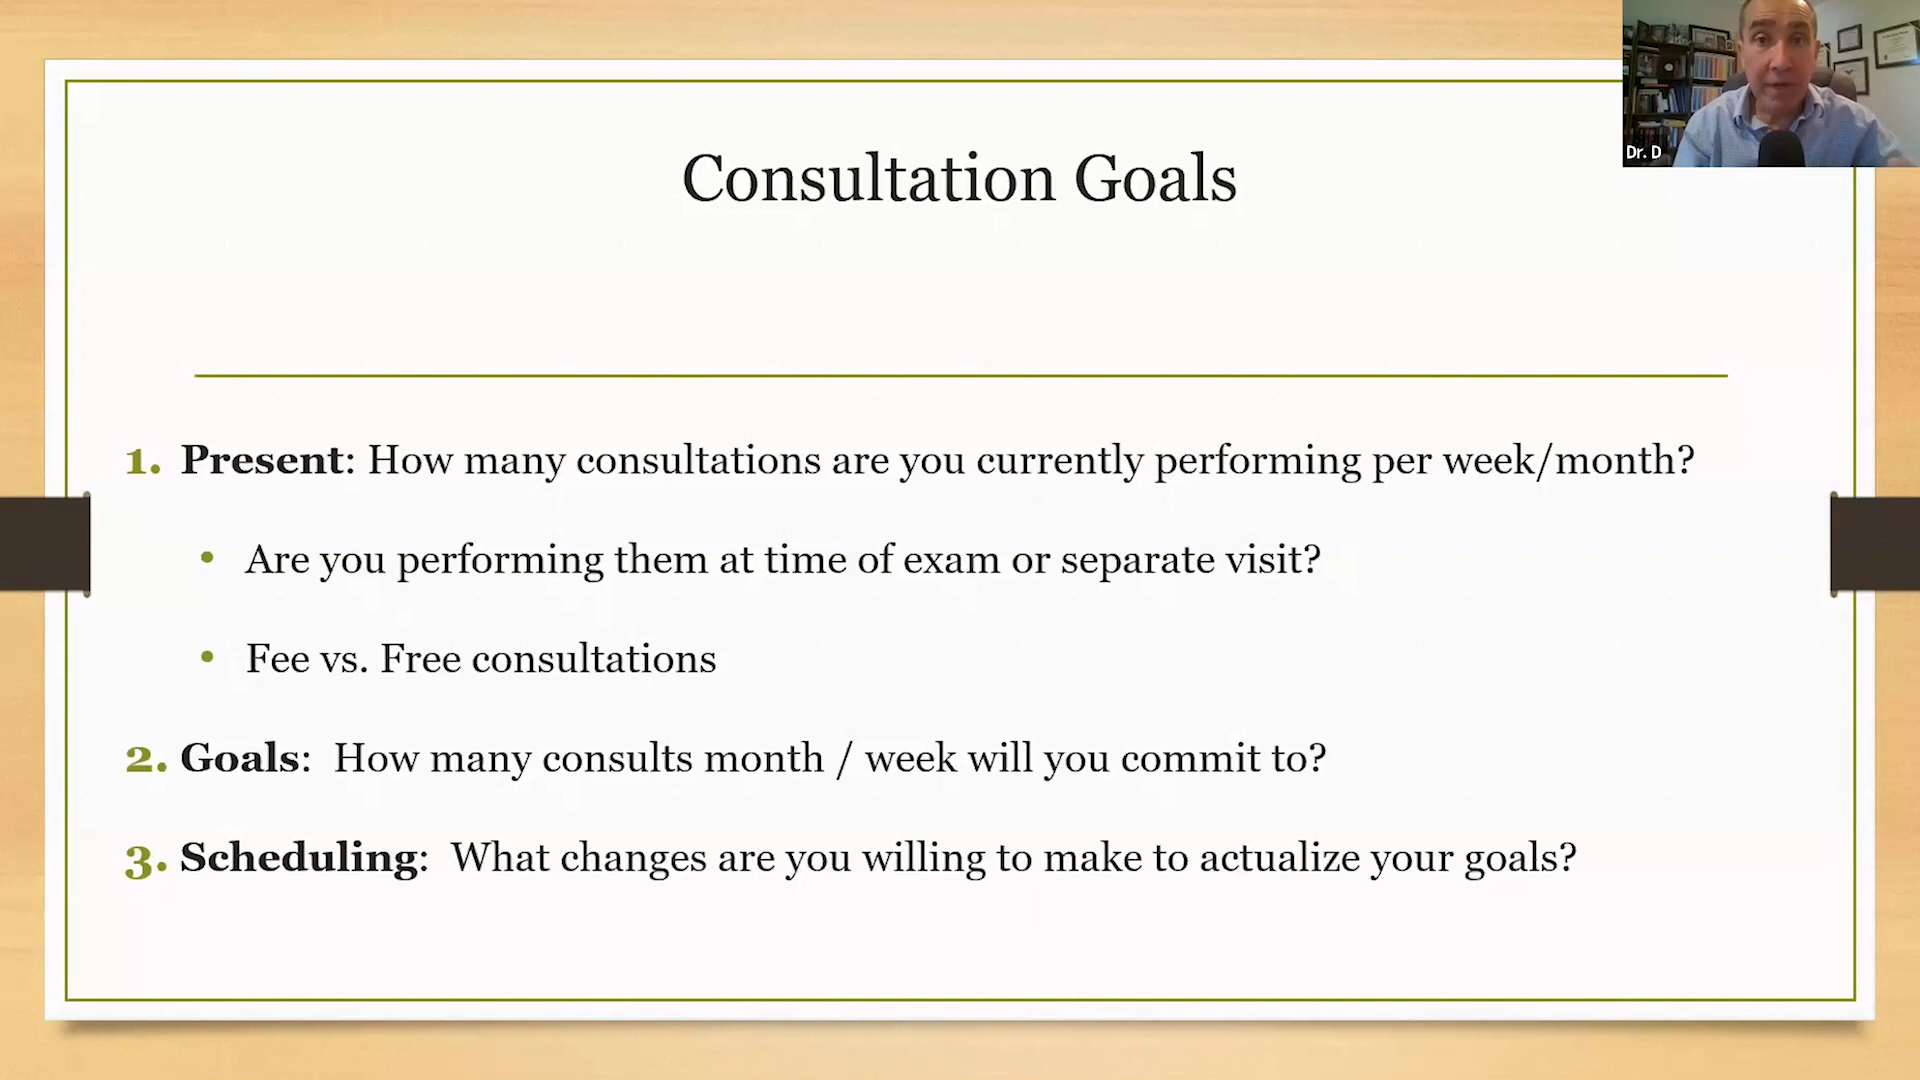 Dr. D
Consultation Goals
1. Present: How many consultations are you currently performing per week/month?
• Are you performing them at time of exam or separate visit?
• Fee vs. Free consultations
2. Goals:  How many consults month / week will you commit to?
3. Scheduling:  What changes are you willing to make to actualize your goals?